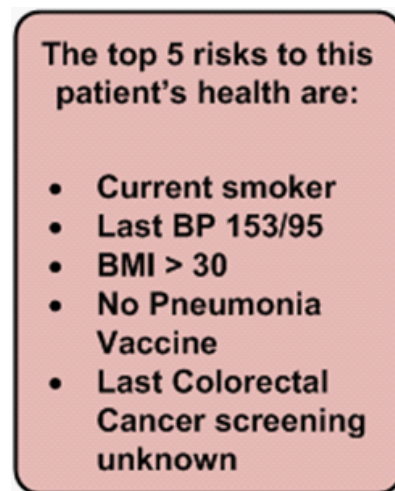 The top 5 risks to this
patient's health are:
• Current smoker
• Last BP 153/95
• BMI > 30
• No Pneumonia
Vaccine
• Last Colorectal
Cancer screening
unknown